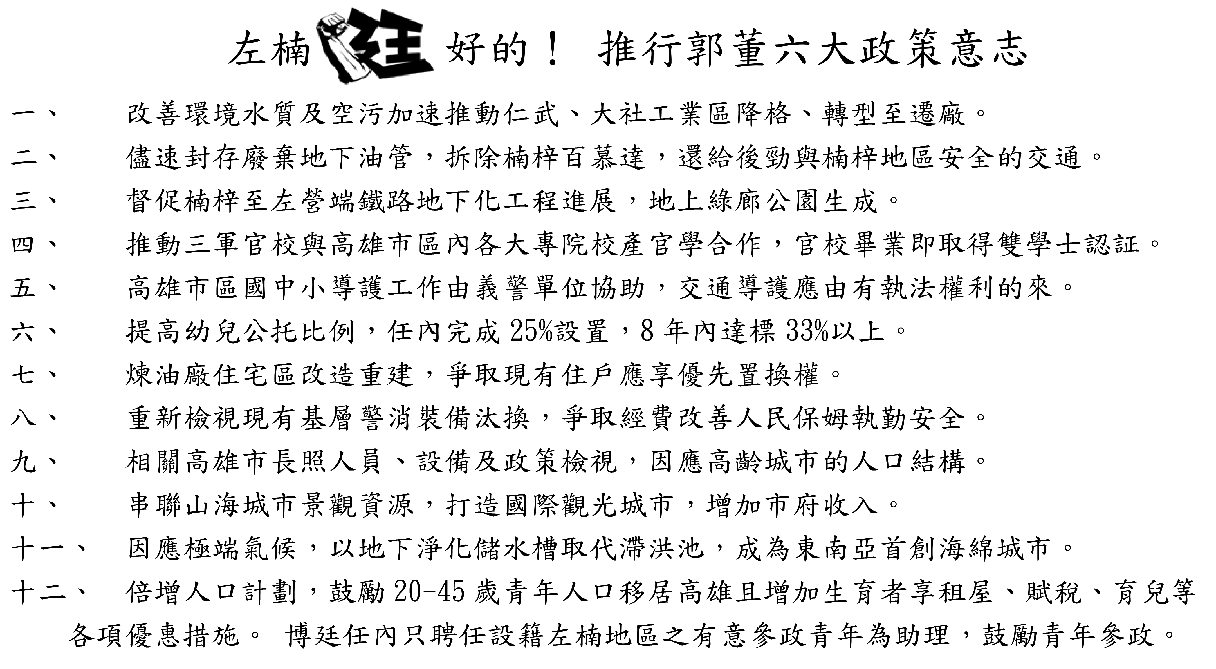 左楠廷好的！ 推行郭董六大政策意志
一、 改善環境水質及空污加速推動仁武、大社工業區降格、轉型至遷廠。
二、 儘速封存廢棄地下油管，拆除楠梓百慕達，還給後勁與楠梓地區安全的交通。
三、 督促楠梓至左營端鐵路地下化工程進展，地上綠廊公園生成。
四、 推動三軍官校與高雄市區內各大專院校產官學合作，官校畢業即取得雙學士認証。
五、 高雄市區國中小導護工作由義警單位協助，交通導護應由有執法權利的來。
六、 提高幼兒公托比例，任內完成25%設置，8年內達標33%以上。
七、 煉油廠住宅區改造重建，爭取現有住戶應享優先置換權。
八、 重新檢視現有基層警消裝備汰換，爭取經費改善人民保姆執勤安全。
九、 相關高雄市長照人員、設備及政策檢視，因應高齡城市的人口結構。
十、 串聯山海城市景觀資源，打造國際觀光城市，增加市府收入。
十一、 因應極端氣候，以地下淨化儲水槽取代滯洪池，成為東南亞首創海綿城市。
十二、 倍增人口計劃，鼓勵20-45歲青年人口移居高雄且增加生育者享租屋、賦稅、育兒等
各項優惠措施。 博廷任內只聘任設籍左楠地區之有意參政青年為助理，鼓勵青年參政。